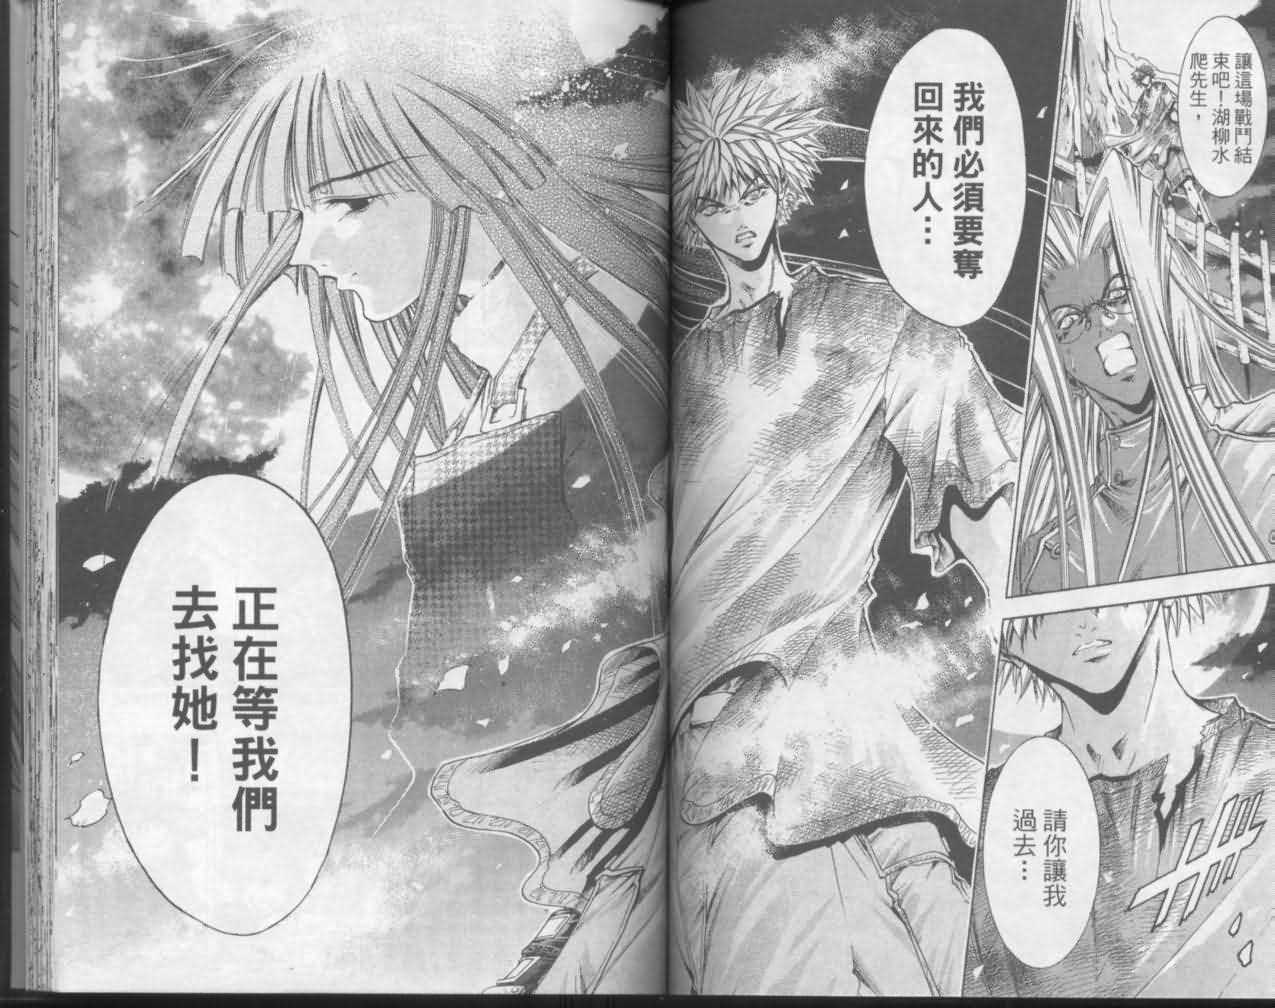 讓這場戰鬥結
束吧！湖柳水
爬先生，
請你讓我
過去…
我們必須要奪
回來的人…
正在等我們
去找她！